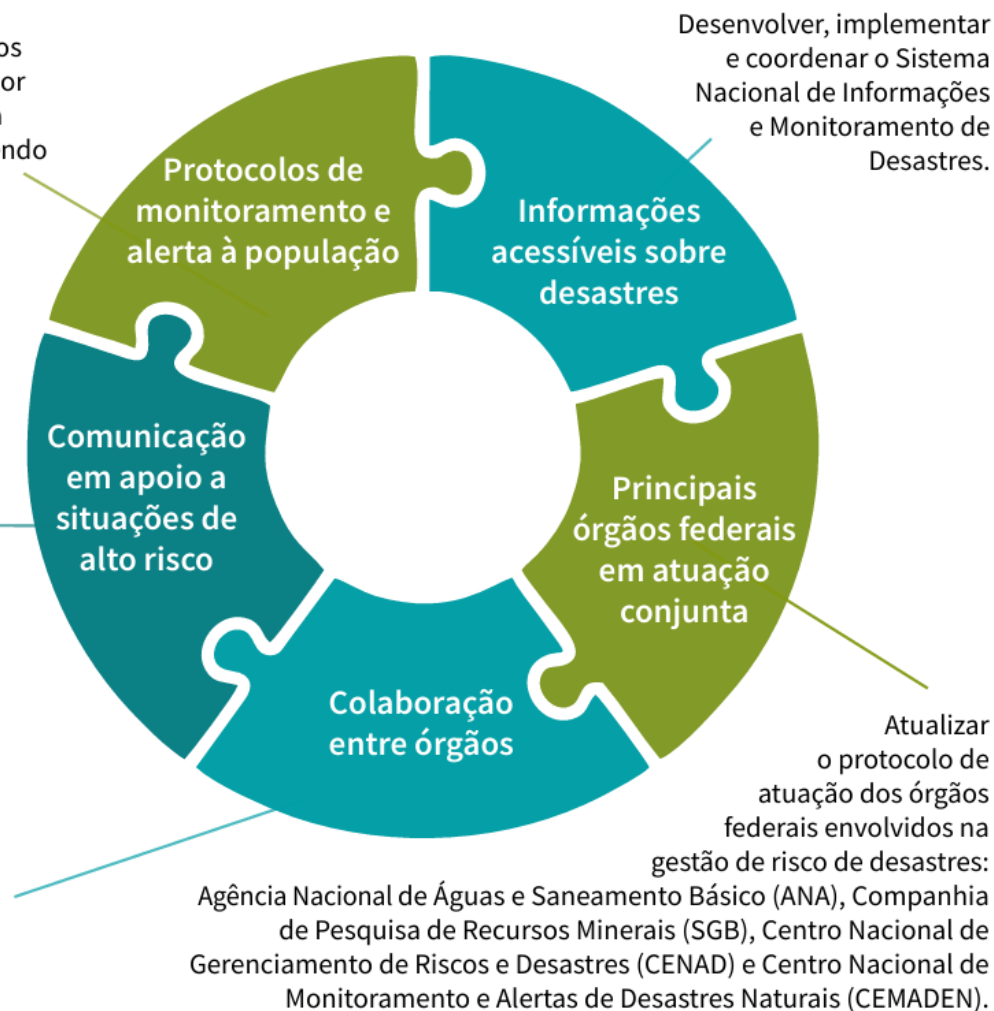 os
or
endo
Desenvolver, implementar
e coordenar o Sistema
Nacional de Informações
e Monitoramento de
Desastres.
Protocolos de
monitoramento e
alerta à população
Informações
acessíveis sobre
desastres
Comunicação
em apoio a
situações de
alto risco
Principais
órgãos federais
em atuação
conjunta
Colaboração
entre órgãos
Atualizar
o protocolo de
atuação dos órgãos
federais envolvidos na
gestão de risco de desastres:
Agência Nacional de Águas e Saneamento Básico (ANA), Companhia
de Pesquisa de Recursos Minerais (SGB), Centro Nacional de
Gerenciamento de Riscos e Desastres (CENAD) e Centro Nacional de
Monitoramento e Alertas de Desastres Naturais (CEMADEN).